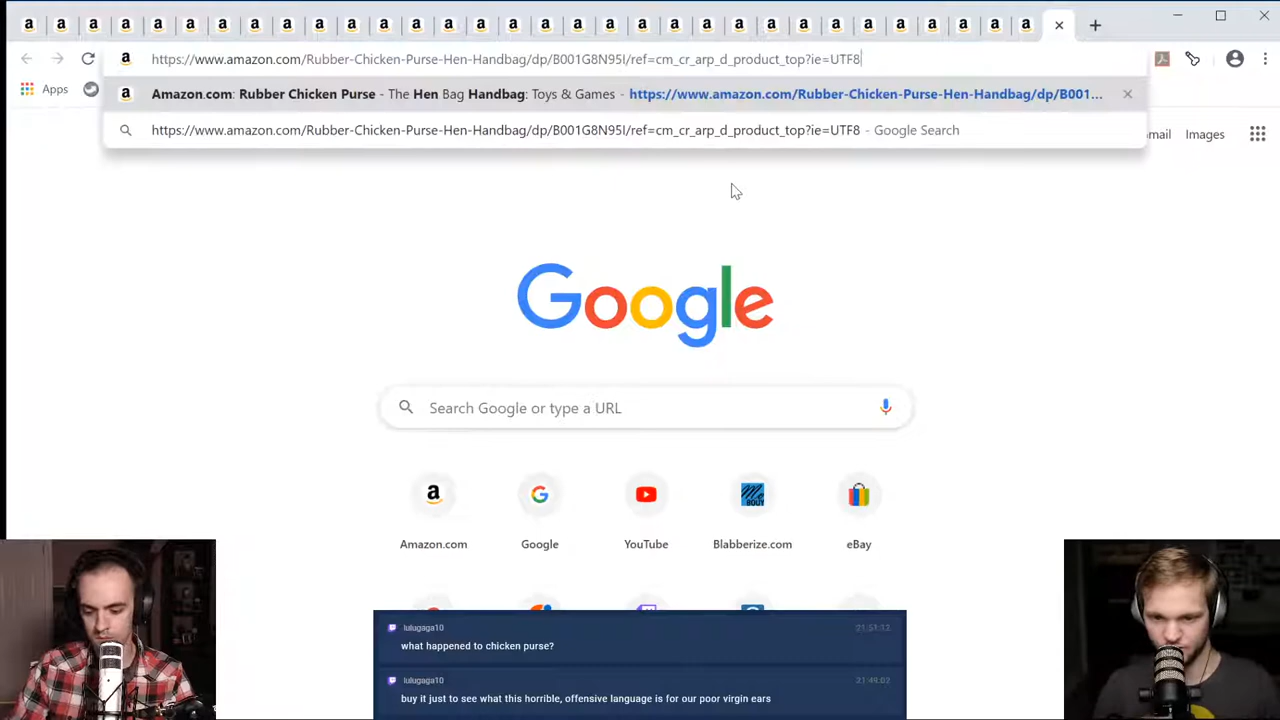 https://www.amazon.com/Rubber-Chicken-Purse-Hen-Handbag/dp/B001G8N95I/ref=cm_cr_arp_d_product_top?ie=UTF8
Apps
Amazon.com: Rubber Chicken Purse - The Hen Bag Handbag: Toys & Games - https://www.amazon.com/Rubber-Chicken-Purse-Hen-Handbag/dp/B001...
https://www.amazon.com/Rubber-Chicken-Purse-Hen-Handbag/dp/B001G8N95I/ref=cm_cr_arp_d_product_top?ie=UTF8 - Google Search
mail Images
Google
Search Google or type a URL
Amazon.com Google YouTube Blabberize.com eBay
lulugaga10 21:51:32
what happened to chicken purse?
lulugaga10 21:49:02
buy it just to see what this horrible, offensive language is for our poor virgin ears